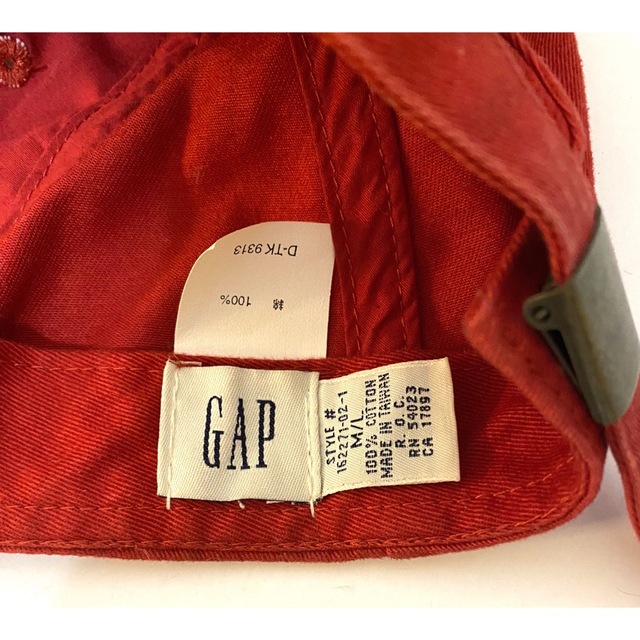 D-TK 9313
綿 100%
GAP
STYLE #
162271-02-1
M/L
100% COTTON
MADE IN TAIWAN
R. O. C.
RN 54023
CA 17897